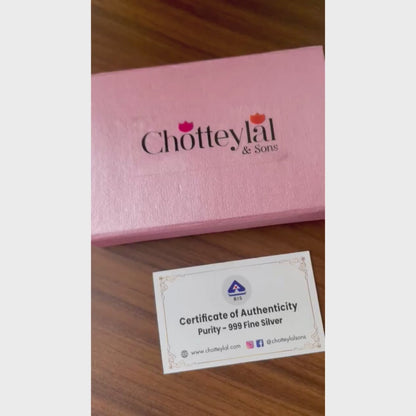 Chotteylal
& Sons
BIS
Certificate of Authenticity
Purity - 999 Fine Silver
www.chotteylal.com @chotteylalsons